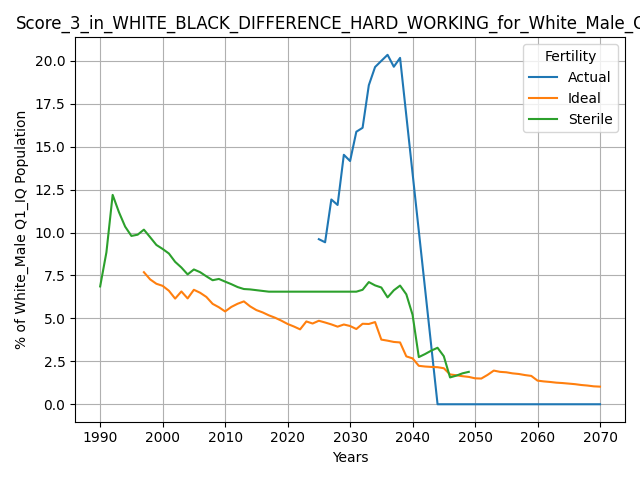 Score_3_in_WHITE_BLACK_DIFFERENCE_HARD_WORKING_for_White_Male_
% of White_Male Q1_IQ Population
20.0
17.5
15.0
12.5
10.0
7.5
5.0
2.5
0.0
Fertility
Actual
Ideal
Sterile
1990 2000 2010 2020 2030 2040 2050 2060 2070
Years